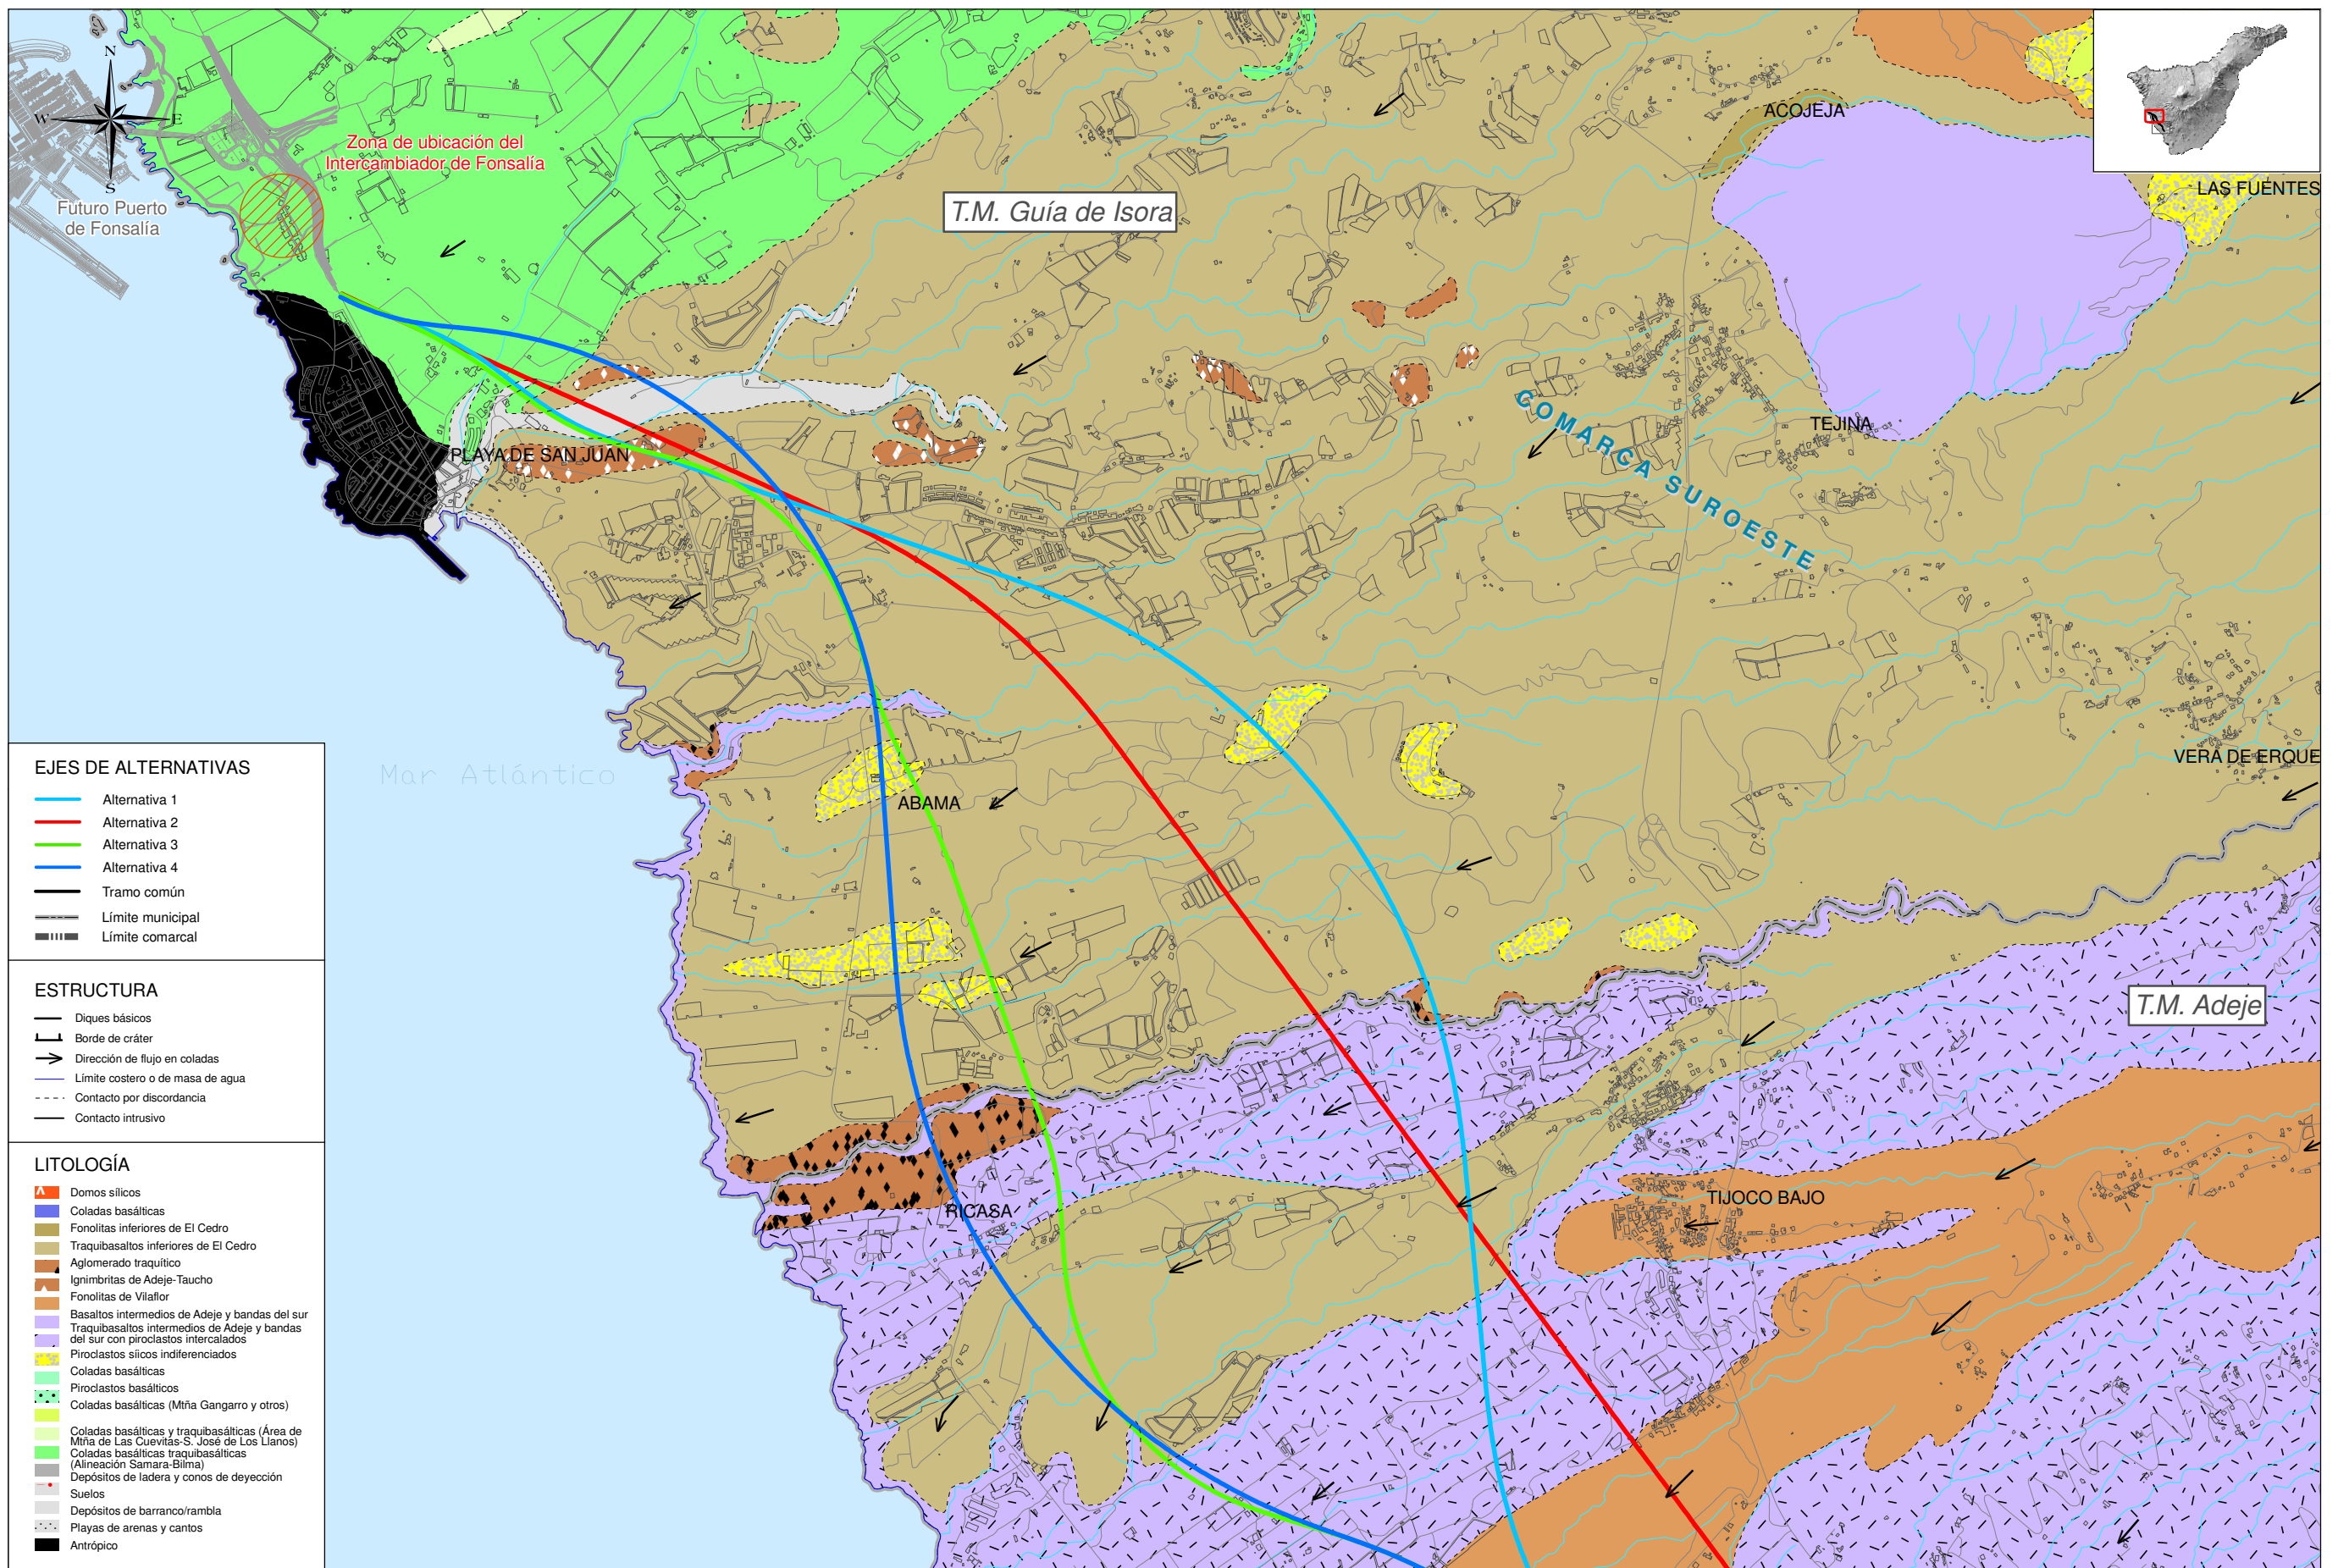 N
W
E
S
Zona de ubicación del
Intercambiador de Fonsalía
Futuro Puerto
de Fonsalía
T.M. Guía de Isora
ACOJEJA
LAS FUENTES
COMARCA SUROESTE
TEJINA
PLAYA DE SAN JUAN
VERA DE ERQUE
Mar Atlántico
ABAMA
T.M. Adeje
RICASA
TIJOCO BAJO
EJES DE ALTERNATIVAS
Alternativa 1
Alternativa 2
Alternativa 3
Alternativa 4
Tramo común
Límite municipal
Límite comarcal
ESTRUCTURA
Diques básicos
Borde de cráter
Dirección de flujo en coladas
Límite costero o de masa de agua
Contacto por discordancia
Contacto intrusivo
LITOLOGÍA
Domos sílicos
Coladas basálticas
Fonolitas inferiores de El Cedro
Traquibasaltos inferiores de El Cedro
Aglomerado traquítico
Ignimbritas de Adeje-Taucho
Fonolitas de Vilaflor
Basaltos intermedios de Adeje y bandas del sur
Traquibasaltos intermedios de Adeje y bandas
del sur con piroclastos intercalados
Piroclastos síicos indiferenciados
Coladas basálticas
Piroclastos basálticos
Coladas basálticas (Mtña Gangarro y otros)
Coladas basálticas y traquibasálticas (Área de
Mtña de Las Cuevitas-S. José de Los Llanos)
Coladas basálticas traquibasálticas
(Alineación Samara-Bilma)
Depósitos de ladera y conos de deyección
Suelos
Depósitos de barranco/rambla
Playas de arenas y cantos
Antrópico